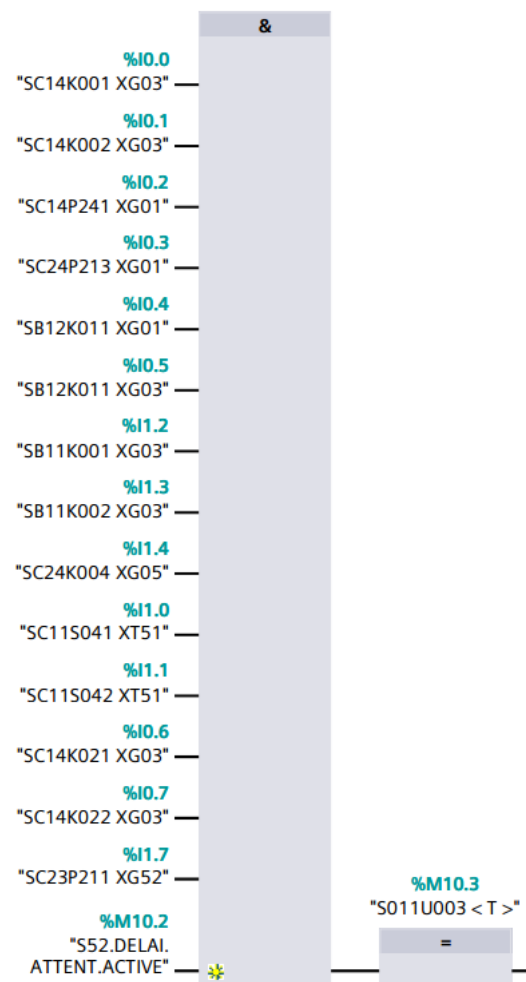 &
%I0.0
"SC14K001 XG03"
%I0.1
"SC14K002 XG03"
%I0.2
"SC14P241 XG01"
%I0.3
"SC24P213 XG01"
%I0.4
"SB12K011 XG01"
%I0.5
"SB12K011 XG03"
%I1.2
"SB11K001 XG03"
%I1.3
"SB11K002 XG03"
%I1.4
"SC24K004 XG05"
%I1.0
"SC11S041 XT51"
%I1.1
"SC11S042 XT51"
%I0.6
"SC14K021 XG03"
%I0.7
"SC14K022 XG03"
%I1.7
"SC23P211 XG52"
%M10.2
"S52.DELAI.
ATTENT.ACTIVE"
%M10.3
"S011U003 < T >"
=